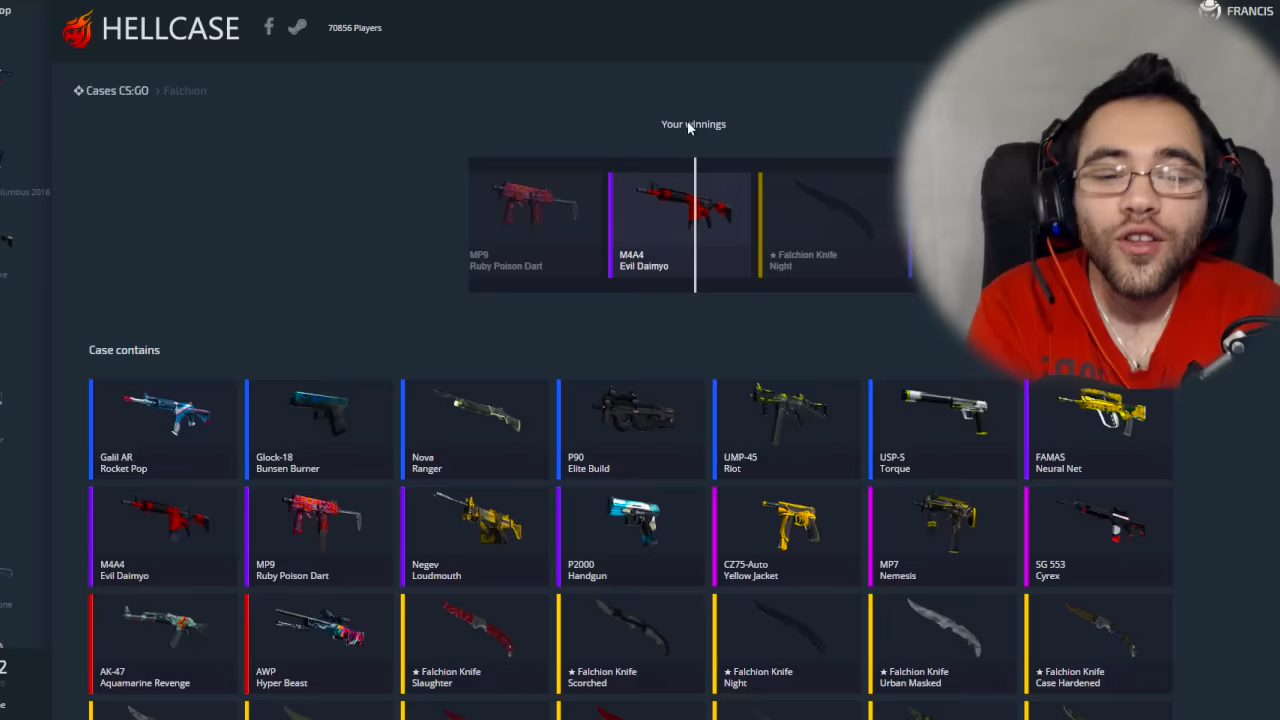 op
HELLCASE
70856 Players
FRANCIS
Cases CS:GO > Falchion
Your winnings
umbous 2016
MP9
Ruby Poison Dart
M4A4
Evil Daimyo
★ Falchion Knife
Night
Case contains
Galil AR
Rocket Pop
Glock-18
Bunsen Burner
Nova
Ranger
P90
Elite Build
UMP-45
Riot
USP-S
Torque
FAMAS
Neural Net
M4A4
Evil Daimyo
MP9
Ruby Poison Dart
Negev
Loudmouth
P2000
Handgun
CZ75-Auto
Yellow Jacket
MP7
Nemesis
SG 553
Cyrex
AK-47
Aquamarine Revenge
AWP
Hyper Beast
★ Falchion Knife
Slaughter
★ Falchion Knife
Scorched
★ Falchion Knife
Night
★ Falchion Knife
Urban Masked
★ Falchion Knife
Case Hardened
2